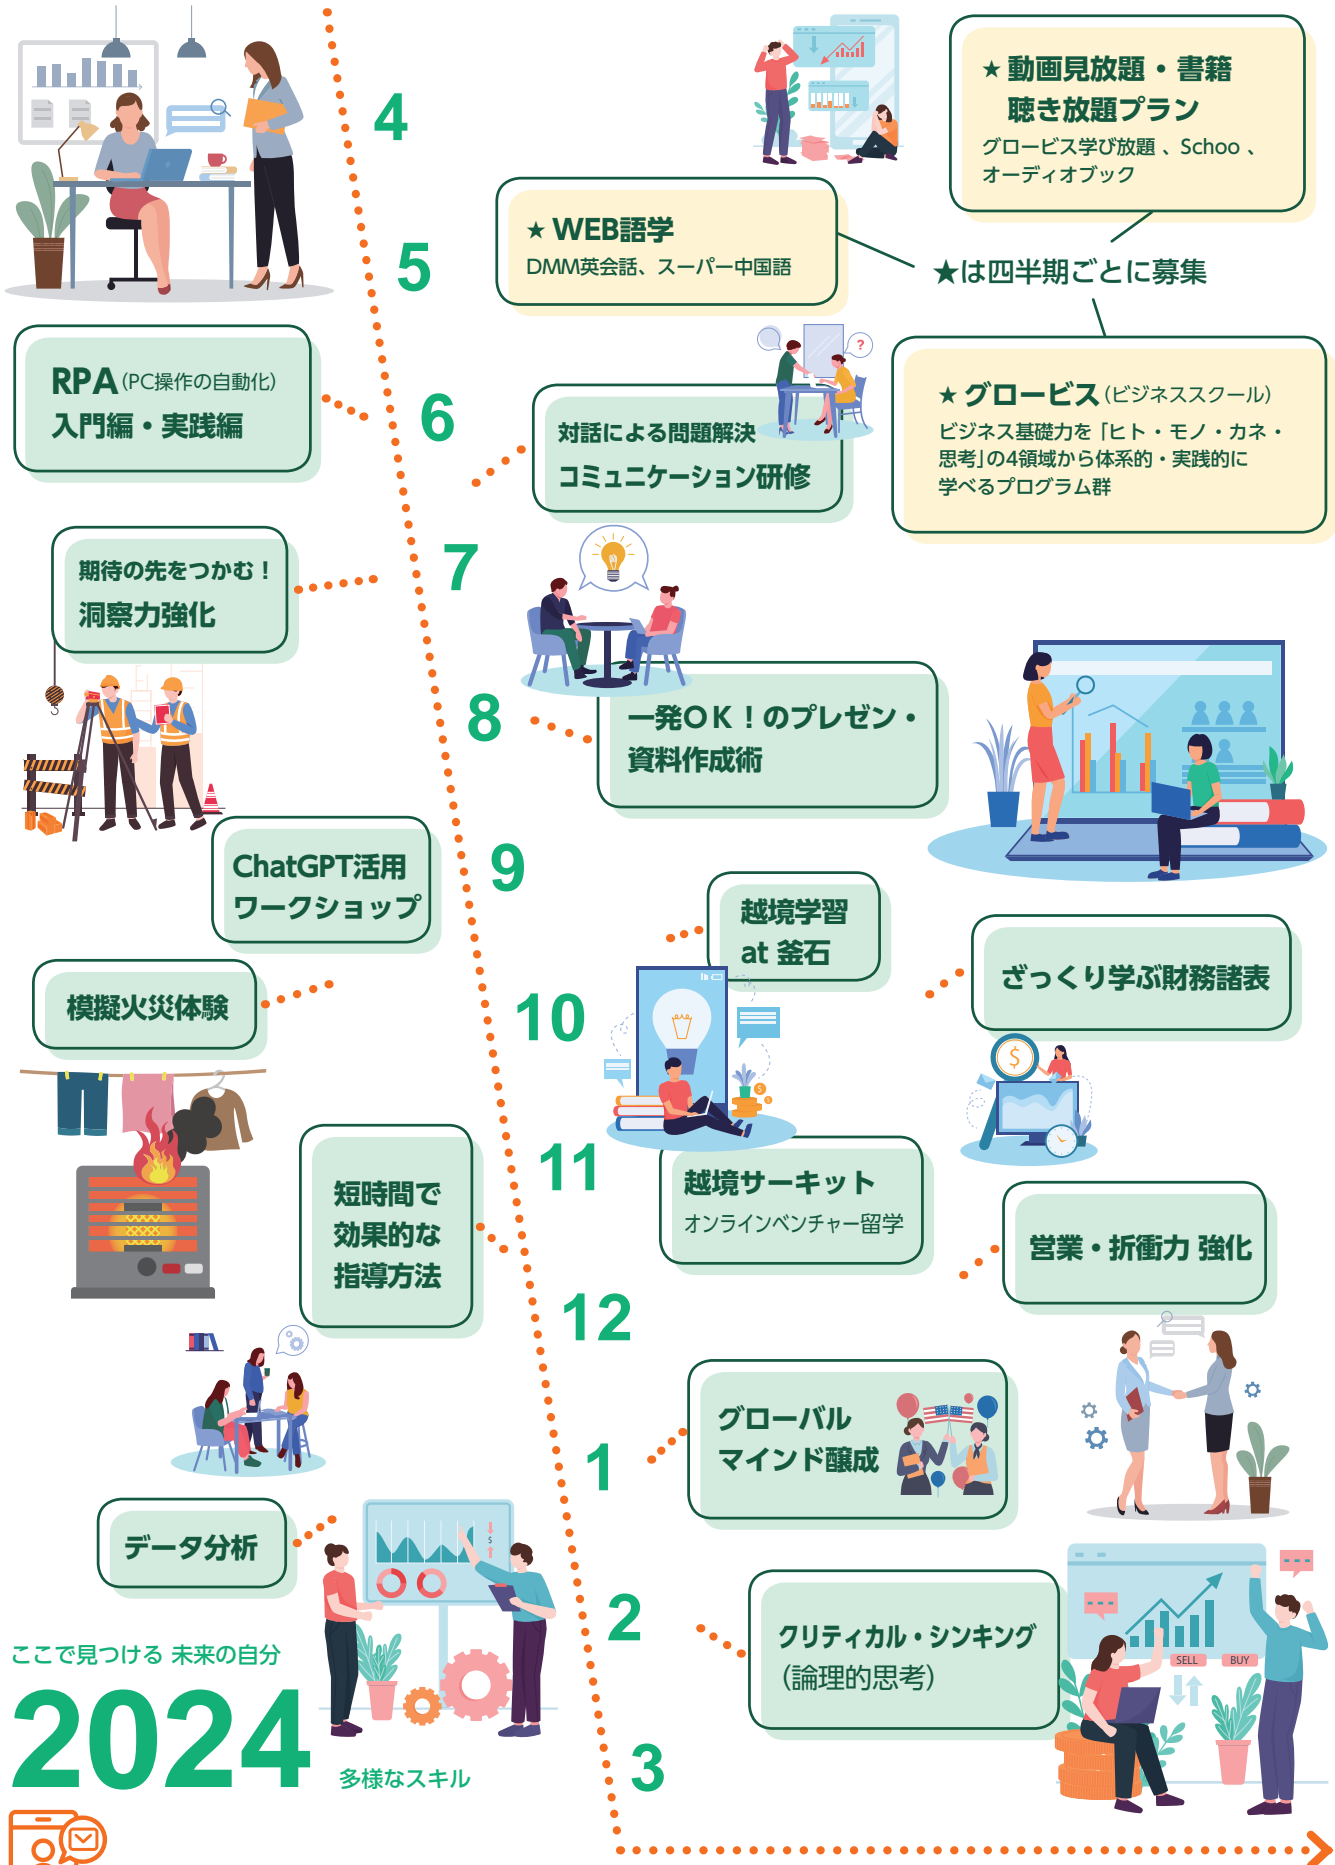 4
★ 動画見放題・書籍
聴き放題プラン
グロービス学び放題 、Schoo 、
オーディオブック
★ WEB語学
DMM英会話、スーパー中国語
5
★は四半期ごとに募集
RPA(PC操作の自動化)
入門編・実践編
6
?
対話による問題解決
コミュニケーション研修
★ グロービス(ビジネススクール)
ビジネス基礎力を「ヒト・モノ・カネ・
思考」の4領域から体系的・実践的に
学べるプログラム群
7
期待の先をつかむ！
洞察力強化
8
一発OK！のプレゼン・
資料作成術
9
ChatGPT活用
ワークショップ
越境学習
at 釜石
ざっくり学ぶ財務諸表
模擬火災体験
10
$
$
11
短時間で
効果的な
指導方法
越境サーキット
オンラインベンチャー留学
営業・折衝力 強化
12
グローバル
マインド醸成
1
データ分析
$
2
クリティカル・シンキング
(論理的思考)
SELL
BUY
ここで見つける 未来の自分
2024
多様なスキル
3